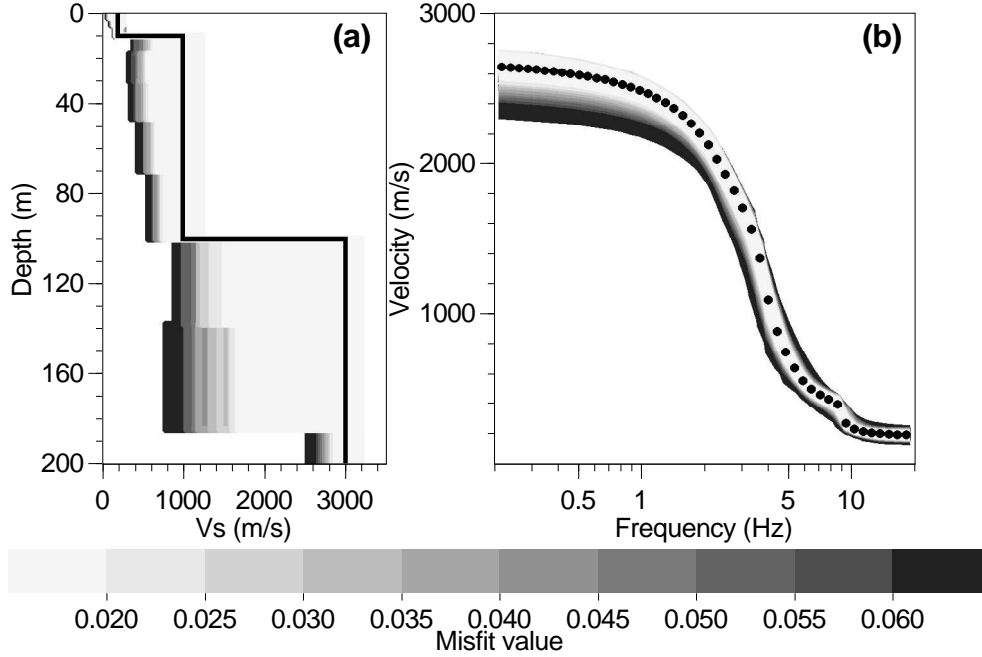 (a)
0
40
80
120
160
200
Depth (m)
0 1000 2000 3000
Vs (m/s)
(b)
3000
2000
1000
Velocity (m/s)
0.5 1 5 10
Frequency (Hz)
0.020 0.025 0.030 0.035 0.040 0.045 0.050 0.055 0.060
Misfit value